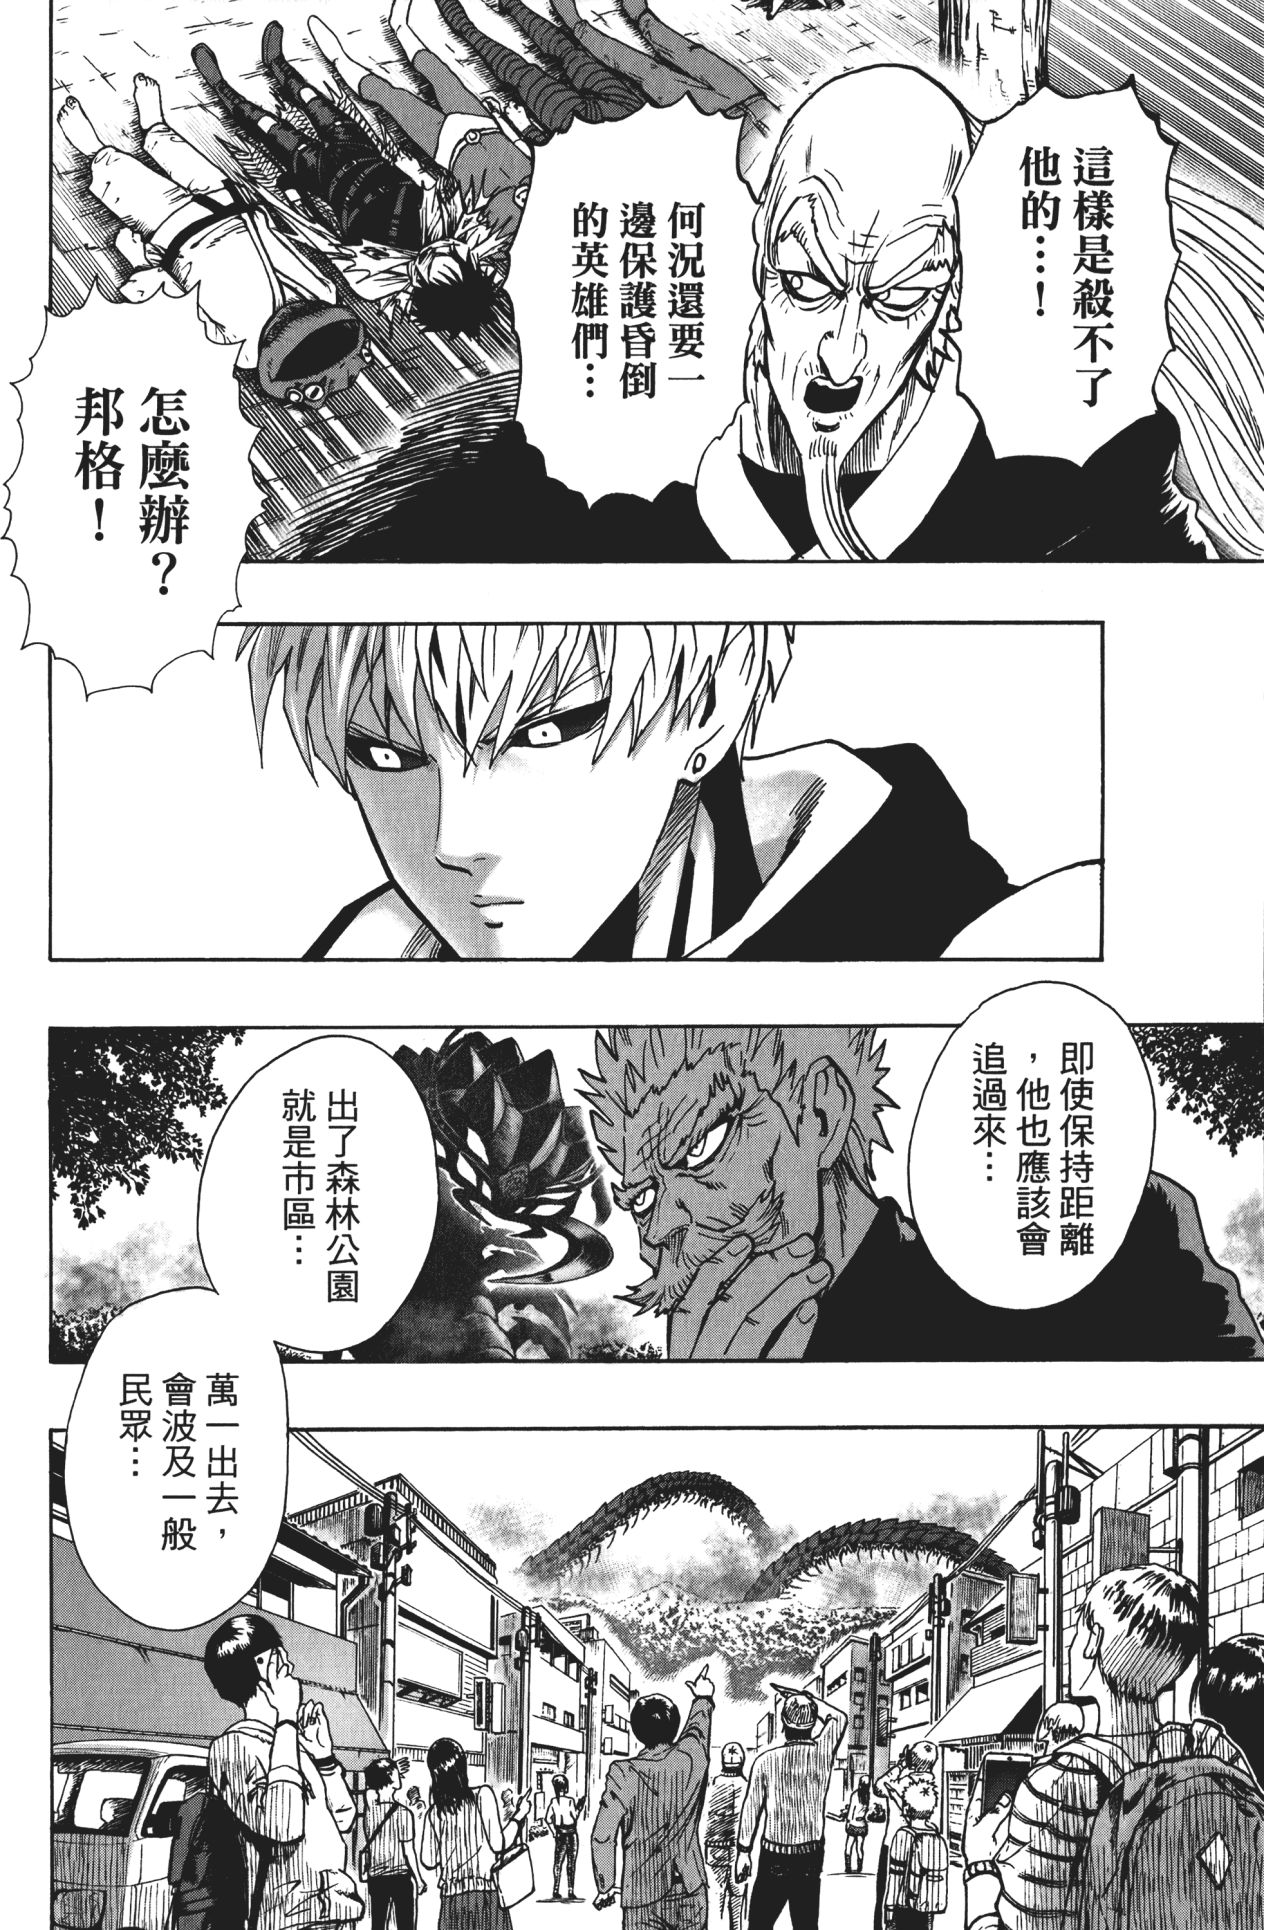 這樣是殺不了
他的…！
何況還要一
邊保護昏倒
的英雄們…
怎麼辦？
邦格！
即使保持距離
，他也應該會
追過來…
出了森林公園
就是市區…
萬一出去，
會波及一般
民眾…